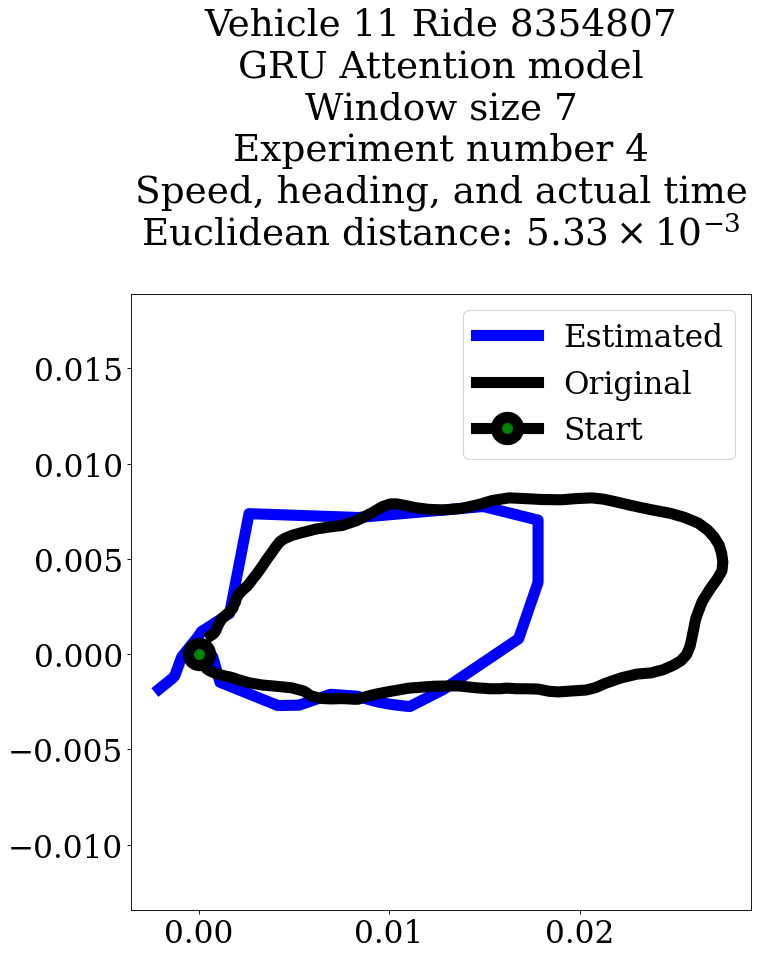 Vehicle 11 Ride 8354807
GRU Attention model
Window size 7
Experiment number 4
Speed, heading, and actual time
Euclidean distance: 5.33 × 10⁻³
Estimated
Original
Start
0.015
0.010
0.005
0.000
−0.005
−0.010
0.00 0.01 0.02